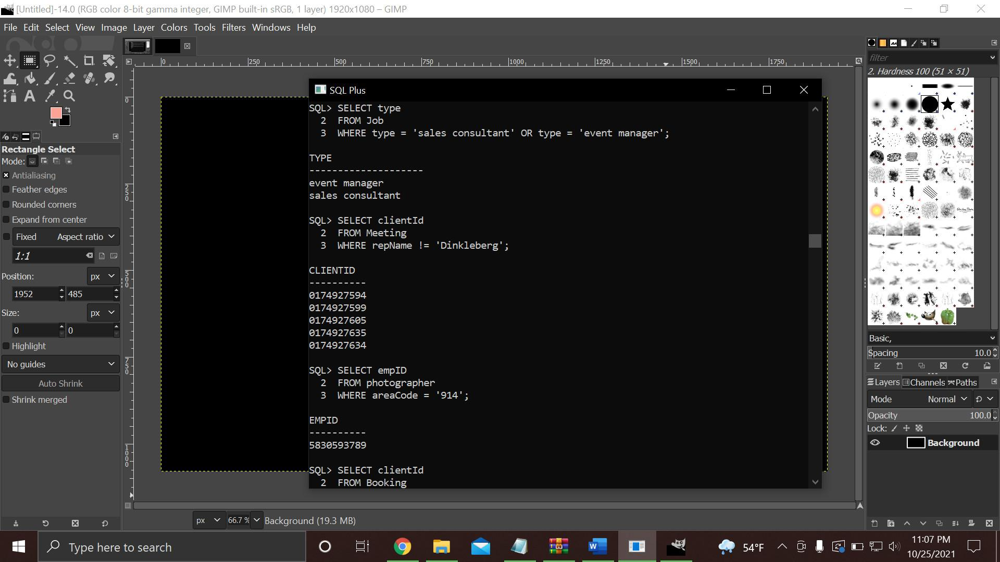 [Untitled]-14.0 (RGB color 8-bit gamma integer, GIMP built-in sRGB, 1 layer) 1920x1080 – GIMP
File Edit Select View Image Layer Colors Tools Filters Windows Help
0 250 500 750 1000 1250 1500 1750
filter
2. Hardness 100 (51 × 51)
SQL Plus
SQL> SELECT type
2 FROM Job
3 WHERE type = 'sales consultant' OR type = 'event manager';
TYPE
--------------------
event manager
sales consultant
SQL> SELECT clientId
2 FROM Meeting
3 WHERE repName != 'Dinkleberg';
CLIENTID
----------
0174927594
0174927599
0174927605
0174927635
0174927634
SQL> SELECT empID
2 FROM photographer
3 WHERE areaCode = '914';
EMPID
----------
5830593789
SQL> SELECT clientId
2 FROM Booking
0
250
500
750
1000
Rectangle Select
Mode:
Antialiasing
Feather edges
Rounded corners
Expand from center
Fixed Aspect ratio
1:1
Position: px
1952 485
Size: px
0 0
Highlight
No guides
Auto Shrink
Shrink merged
Basic,
Spacing 10.0
Layers Channels Paths
Mode Normal
Opacity 100.0
Lock:
Background
px 66.7 % Background (19.3 MB)
Type here to search
54°F
11:07 PM
10/25/2021